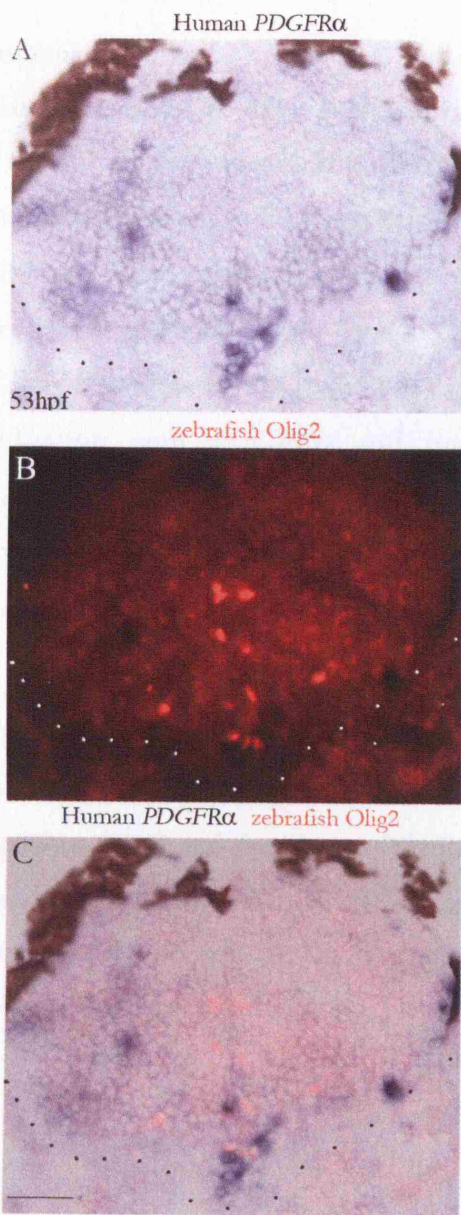 Human PDGFRα
A
53hpf
zebrafish Olig2
B
Human PDGFRα zebrafish Olig2
C